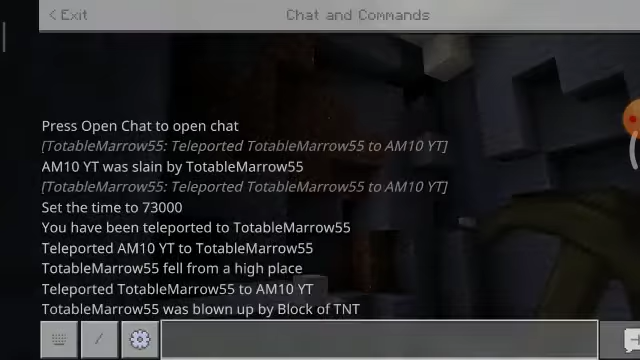 < Exit
Chat and Commands
Press Open Chat to open chat
[TotableMarrow55: Teleported TotableMarrow55 to AM10 YT]
AM10 YT was slain by TotableMarrow55
[TotableMarrow55: Teleported TotableMarrow55 to AM10 YT]
Set the time to 73000
You have been teleported to TotableMarrow55
Teleported AM10 YT to TotableMarrow55
TotableMarrow55 fell from a high place
Teleported TotableMarrow55 to AM10 YT
TotableMarrow55 was blown up by Block of TNT
/